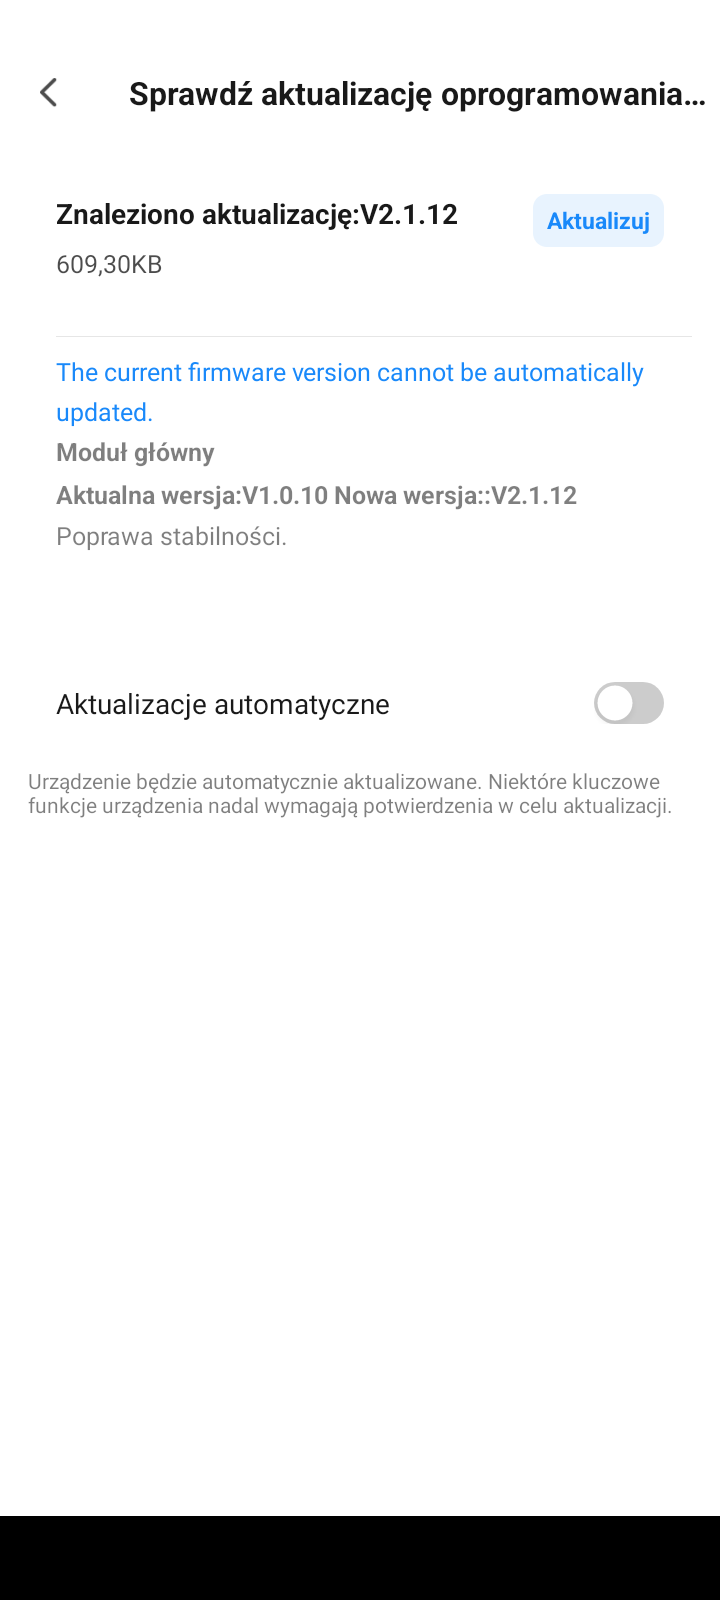 Sprawdź aktualizację oprogramowania...
Znaleziono aktualizację:V2.1.12
Aktualizuj
609,30KB
The current firmware version cannot be automatically
updated.
Moduł główny
Aktualna wersja:V1.0.10 Nowa wersja::V2.1.12
Poprawa stabilności.
Aktualizacje automatyczne
Urządzenie będzie automatycznie aktualizowane. Niektóre kluczowe
funkcje urządzenia nadal wymagają potwierdzenia w celu aktualizacji.